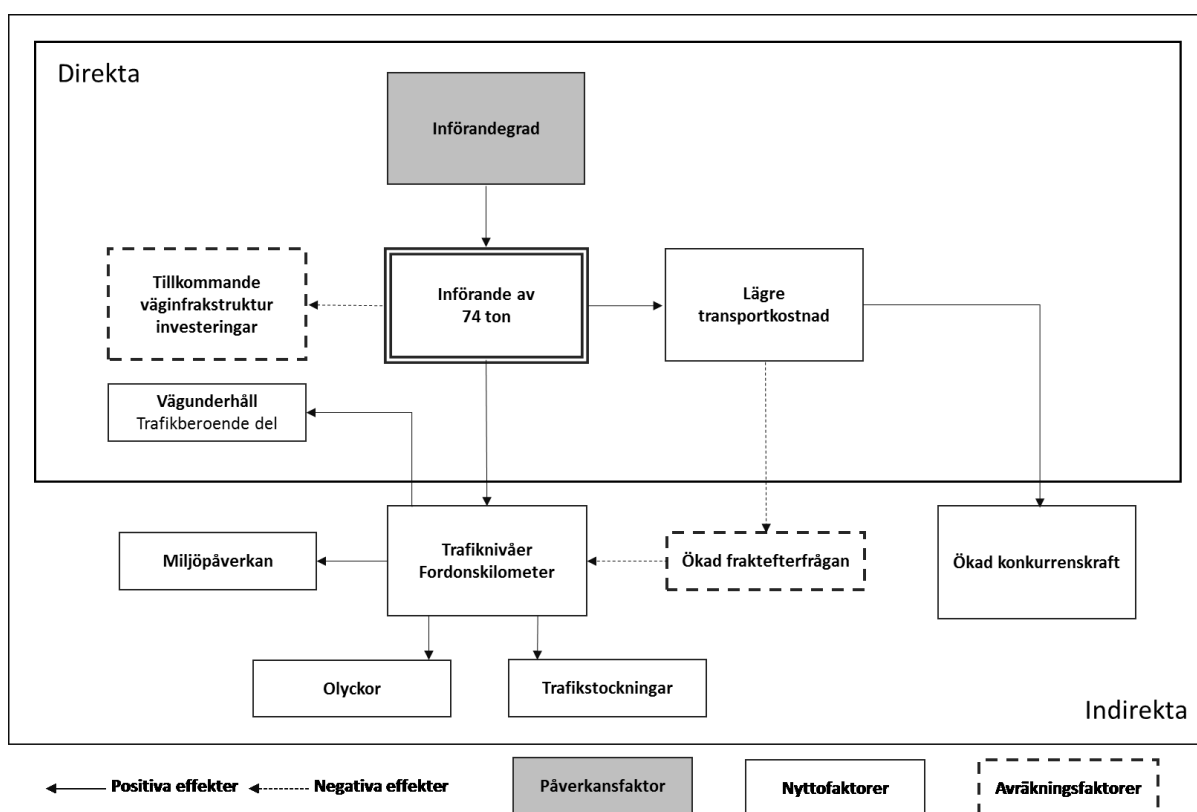 Direkta
Införandegrad
Tillkommande
väginfrakstruktur
investeringar
Införande av
74 ton
Lägre
transportkostnad
Vägunderhåll
Trafikberoende del
Miljöpåverkan
Trafiknivåer
Fordonskilometer
Ökad fraktefterfrågan
Ökad konkurrenskraft
Olyckor
Trafikstockningar
Indirekta
Positiva effekter
Negativa effekter
Påverkansfaktor
Nyttofaktorer
Avräkningsfaktorer